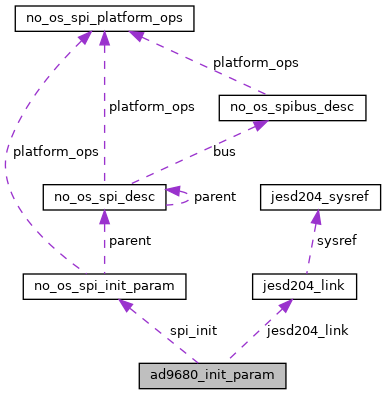 no_os_spi_platform_ops
platform_ops
no_os_spibus_desc
platform_ops
platform_ops
bus
no_os_spi_desc
parent
jesd204_sysref
parent
sysref
no_os_spi_init_param
jesd204_link
spi_init
jesd204_link
ad9680_init_param